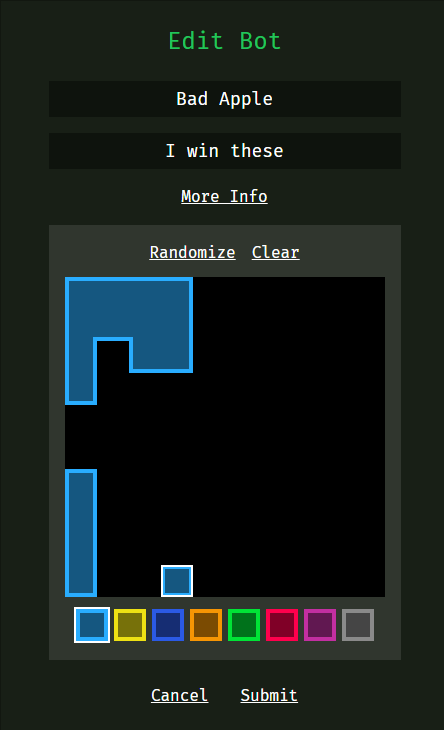 Edit Bot
Bad Apple
I win these
More Info
Randomize Clear
Cancel Submit